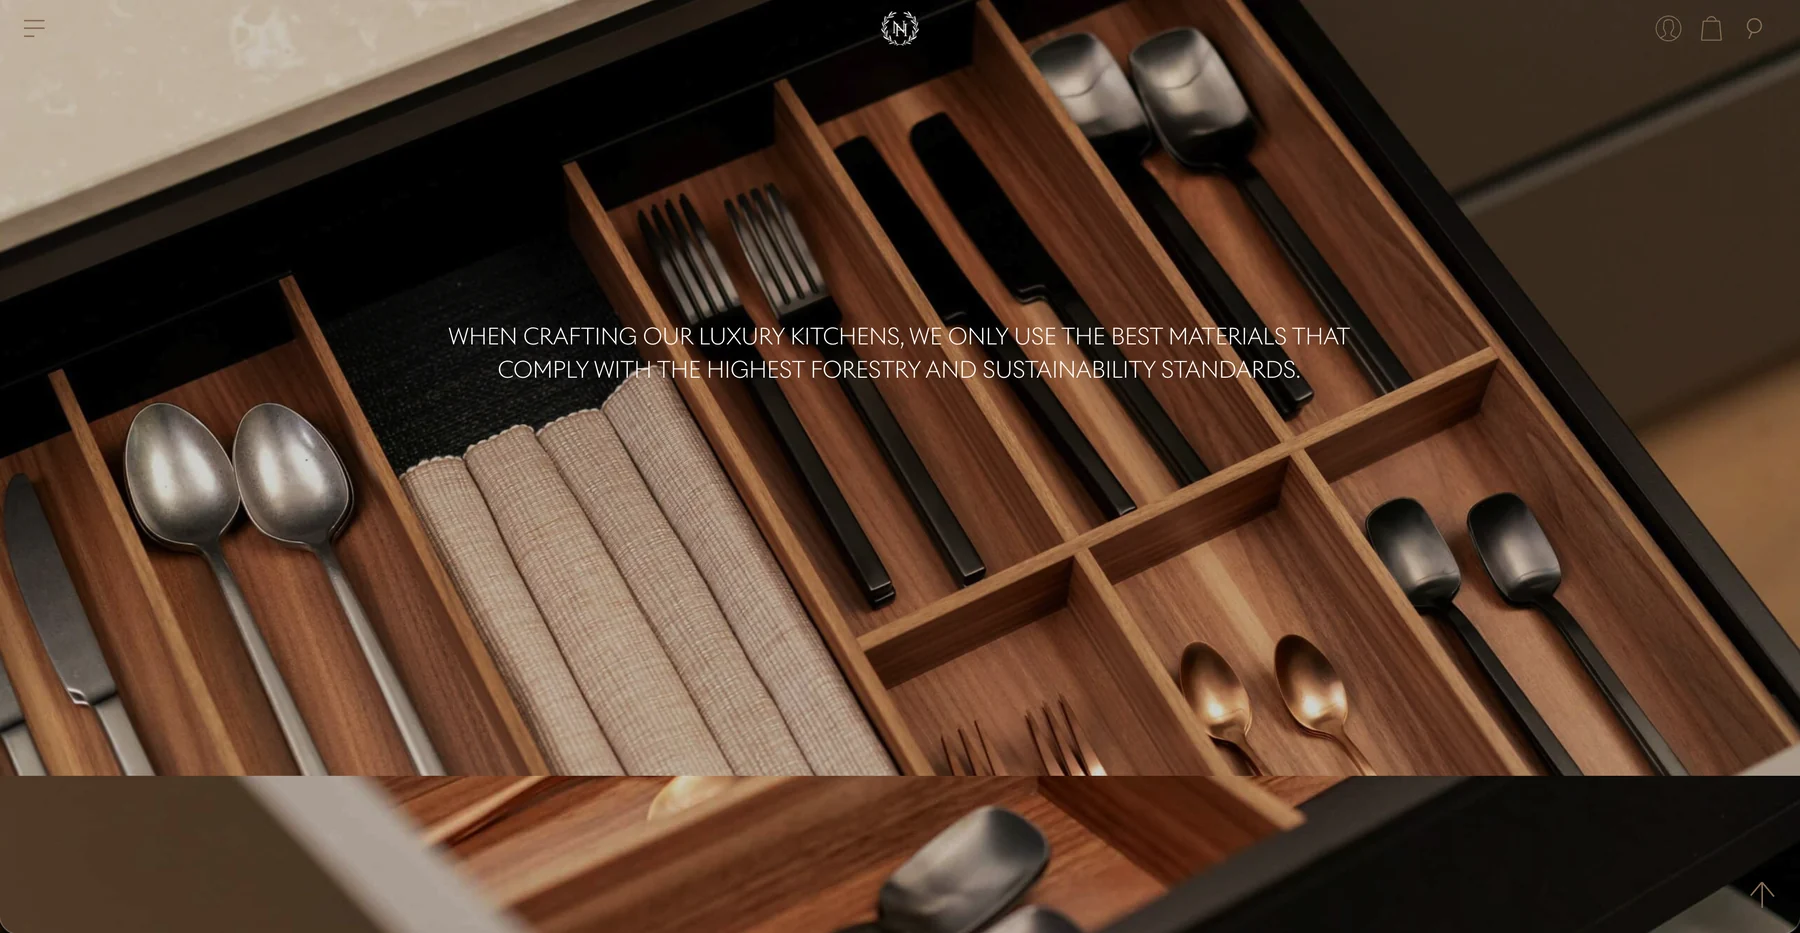 WHEN CRAFTING OUR LUXURY KITCHENS, WE ONLY USE THE BEST MATERIALS THAT
COMPLY WITH THE HIGHEST FORESTRY AND SUSTAINABILITY STANDARDS.